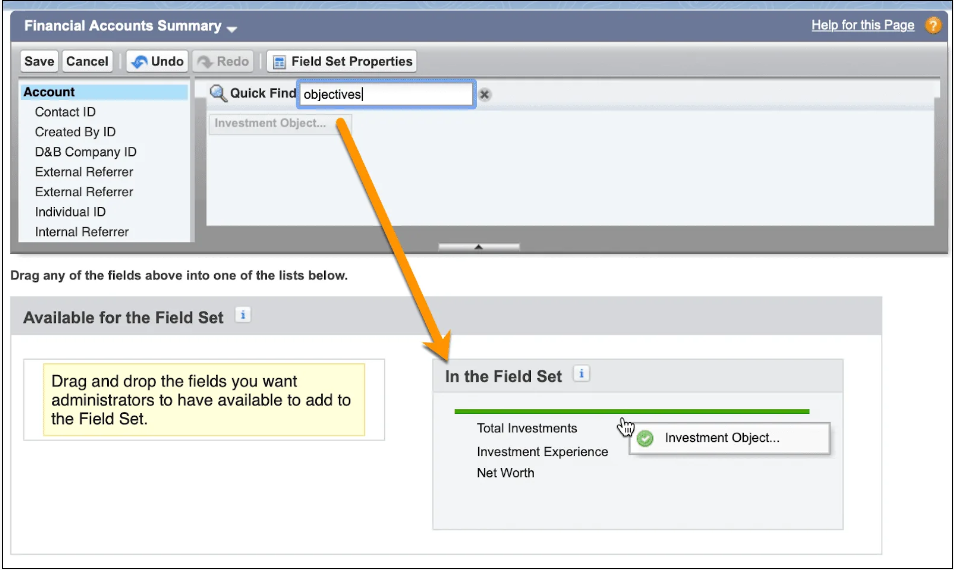 Financial Accounts Summary
Help for this Page ?
Save Cancel Undo Redo Field Set Properties
Account
Contact ID
Created By ID
D&B Company ID
External Referrer
External Referrer
Individual ID
Internal Referrer
Quick Find objectives
Investment Object...
Drag any of the fields above into one of the lists below.
Available for the Field Set i
Drag and drop the fields you want
administrators to have available to add to
the Field Set.
In the Field Set i
Total Investments
Investment Experience
Net Worth
Investment Object...